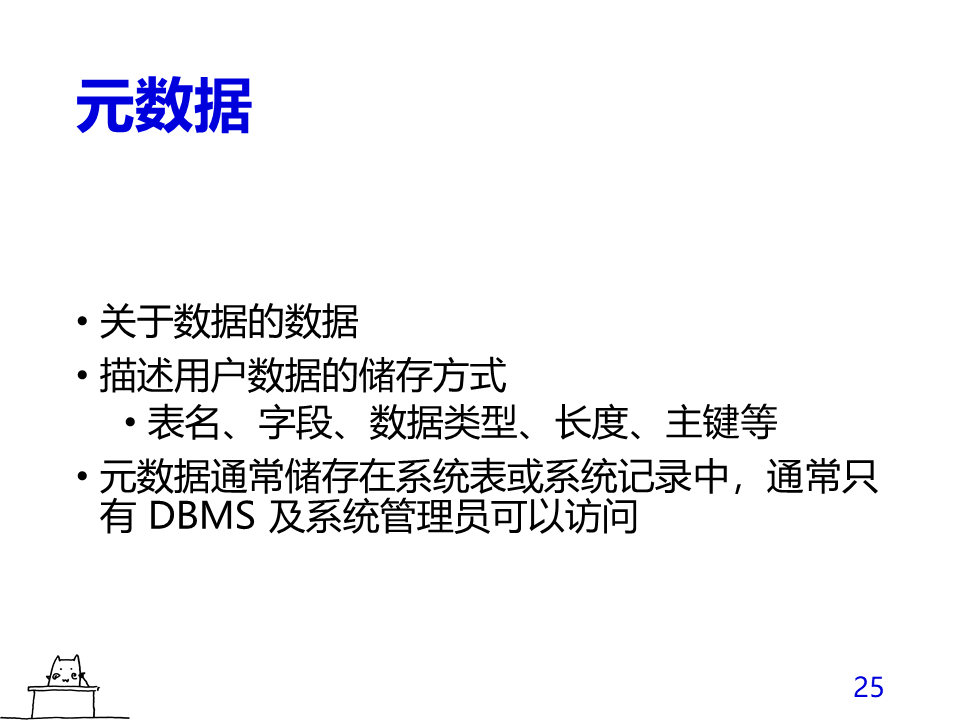 元数据
• 关于数据的数据
• 描述用户数据的储存方式
• 表名、字段、数据类型、长度、主键等
• 元数据通常储存在系统表或系统记录中，通常只
有 DBMS 及系统管理员可以访问
25